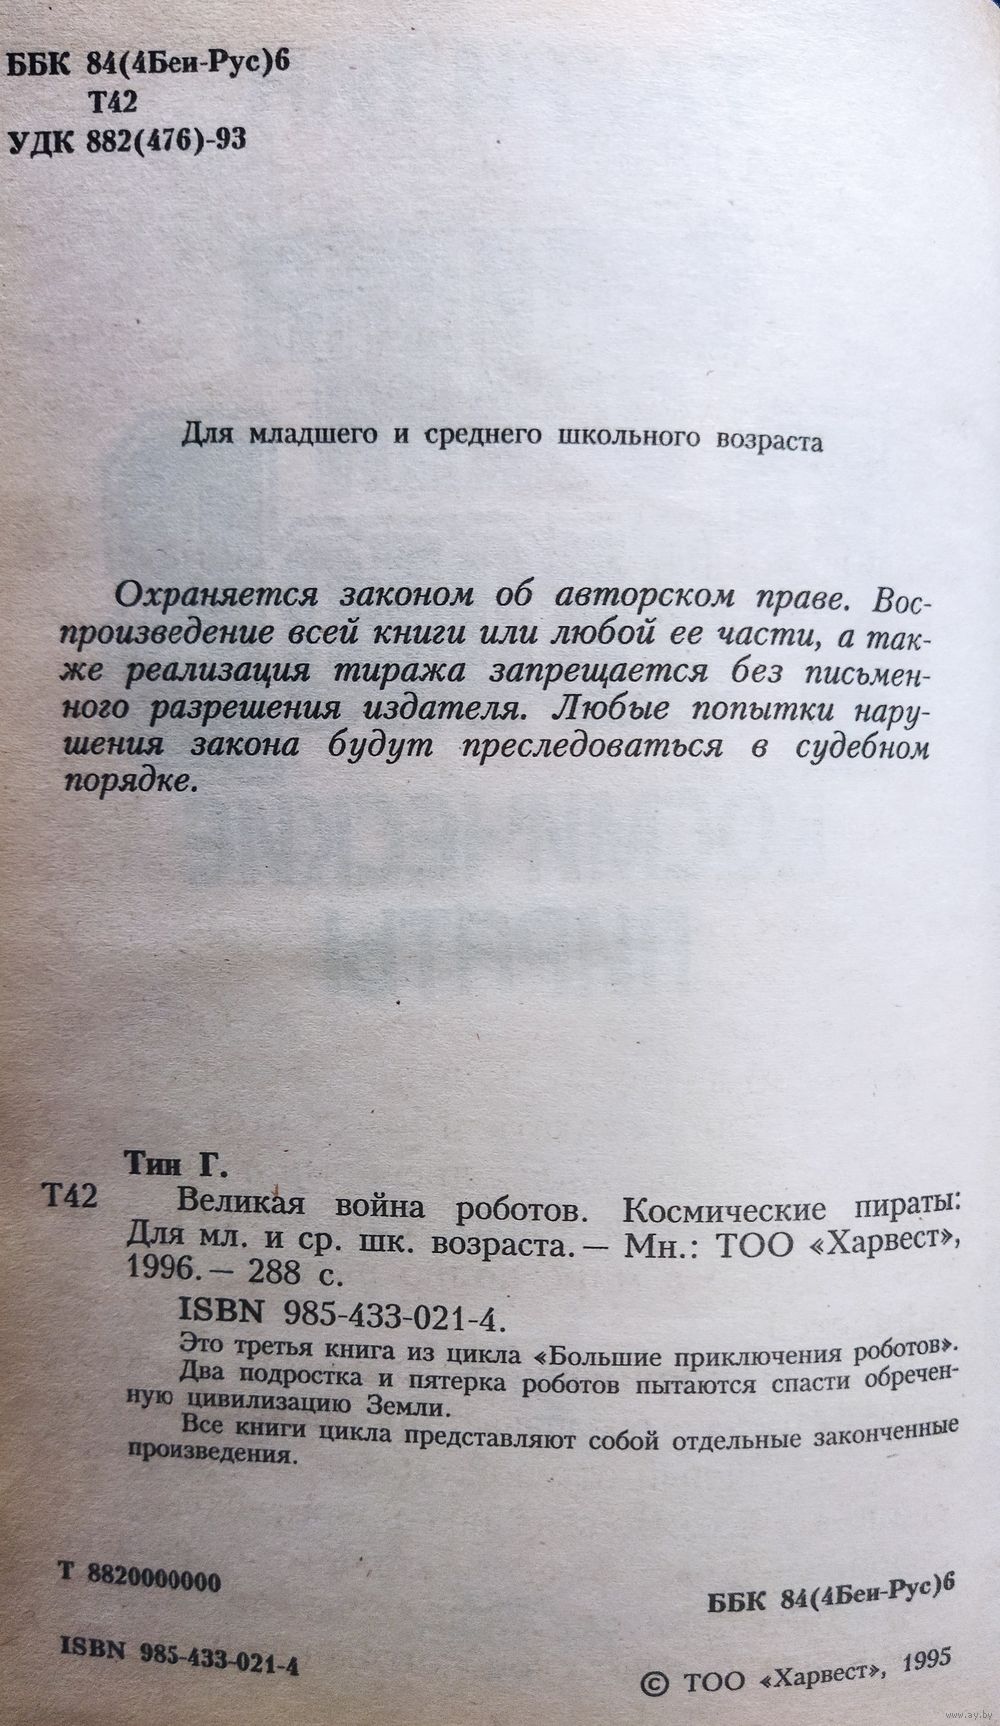 ББК 84(4Беи-Рус)6
Т42
УДК 882(476)-93
Для младшего и среднего школьного возраста
Охраняется законом об авторском праве. Вос-
произведение всей книги или любой ее части, а так-
же реализация тиража запрещается без письмен-
ного разрешения издателя. Любые попытки нару-
шения закона будут преследоваться в судебном
порядке.
Тин Г.
Т42 Великая война роботов. Космические пираты:
Для мл. и ср. шк. возраста.— Мн.: ТОО «Харвест»,
1996.— 288 с.
ISBN 985-433-021-4.
Это третья книга из цикла «Большие приключения роботов».
Два подростка и пятерка роботов пытаются спасти обречен-
ную цивилизацию Земли.
Все книги цикла представляют собой отдельные законченные
произведения.
Т 8820000000
ББК 84(4Беи-Рус)6
ISBN 985-433-021-4
© ТОО «Харвест», 1995
www.ay.by